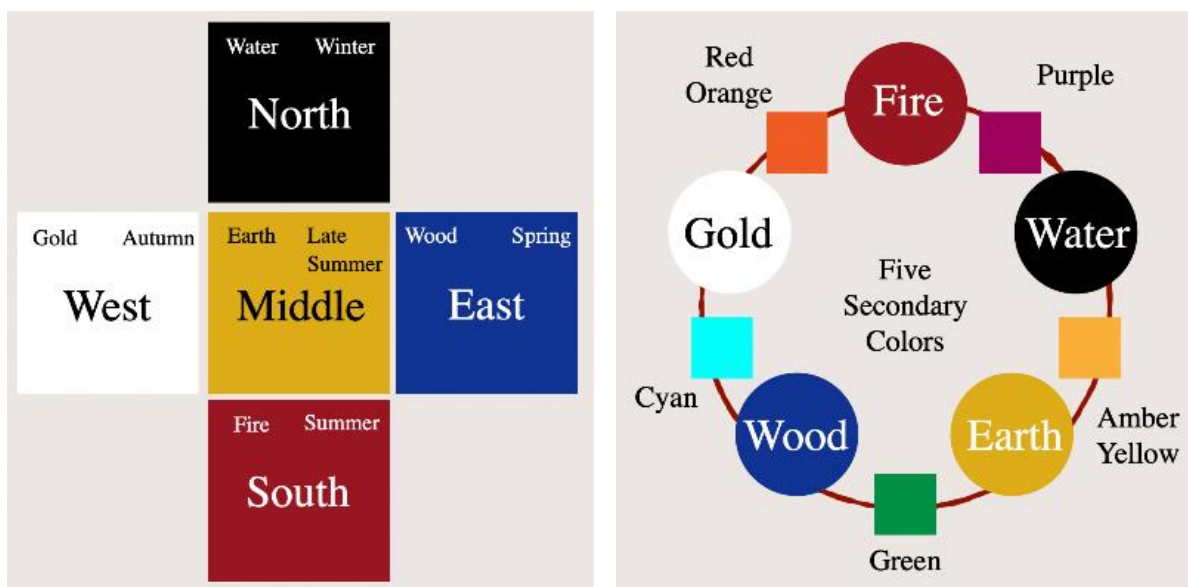 Water Winter
North
Gold Autumn
West
Earth Late
Summer
Middle
Wood Spring
East
Fire Summer
South
Red
Orange
Fire
Purple
Gold
Water
Five
Secondary
Colors
Cyan
Wood
Earth
Amber
Yellow
Green